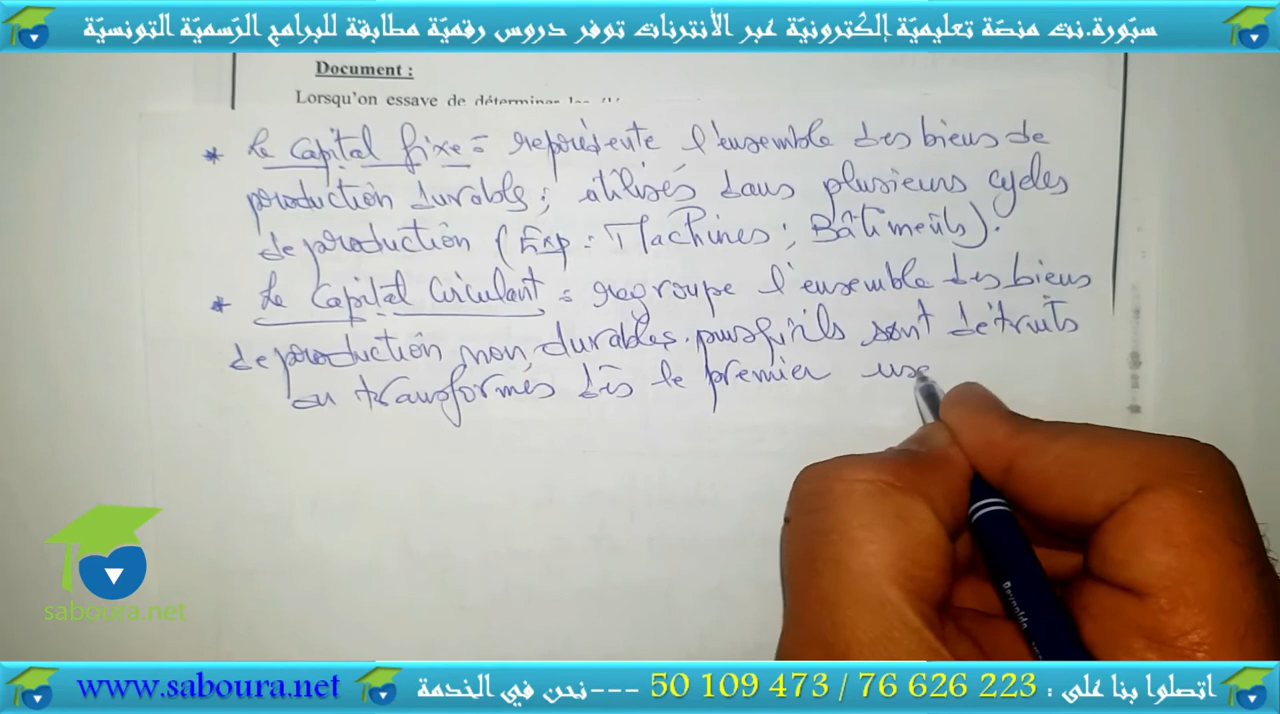 سبّورة.نت منصّة تعليميّة إلكترونيّة عبر الأنترنات توفر دروس رقميّة مطابقة للبرامج الرّسميّة التونسيّة
Document :
Lorsqu'on essaye de déterminer les
* Le capital fixe = représente l'ensemble des biens de
production durables ; utilisés dans plusieurs cycles
de production (Exp : Machines ; Bâtiments).
* Le capital circulant = regroupe l'ensemble des biens
de production non durables. puisqu'ils sont détruits
ou transformés dès le premier us
Reynolds
saboura.net
www.saboura.net
اتصلوا بنا على : 223 626 76 / 473 109 50 ---نحن في الخدمة